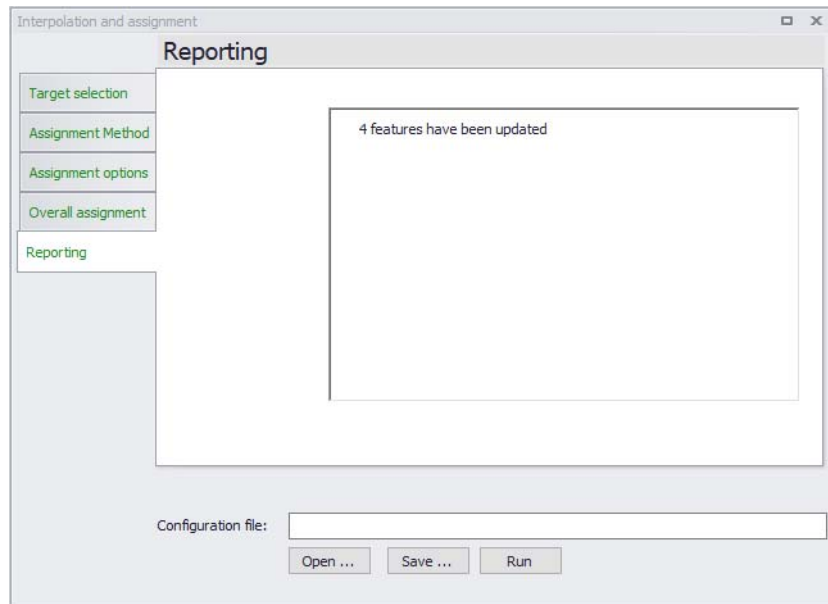 Interpolation and assignment
Reporting
Target selection
Assignment Method
Assignment options
Overall assignment
Reporting
4 features have been updated
Configuration file:
Open ...
Save ...
Run